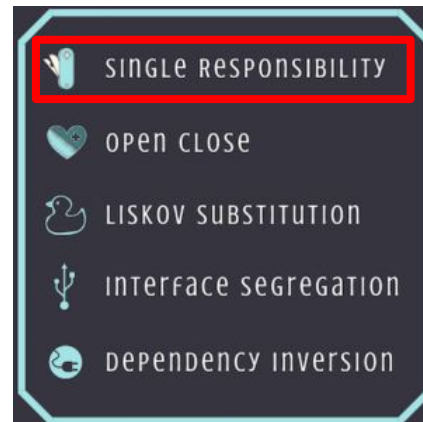 SINGLE RESPONSIBILITY
OPEN CLOSE
LISKOV SUBSTITUTION
INTERFACE SEGREGATION
DEPENDENCY INVERSION